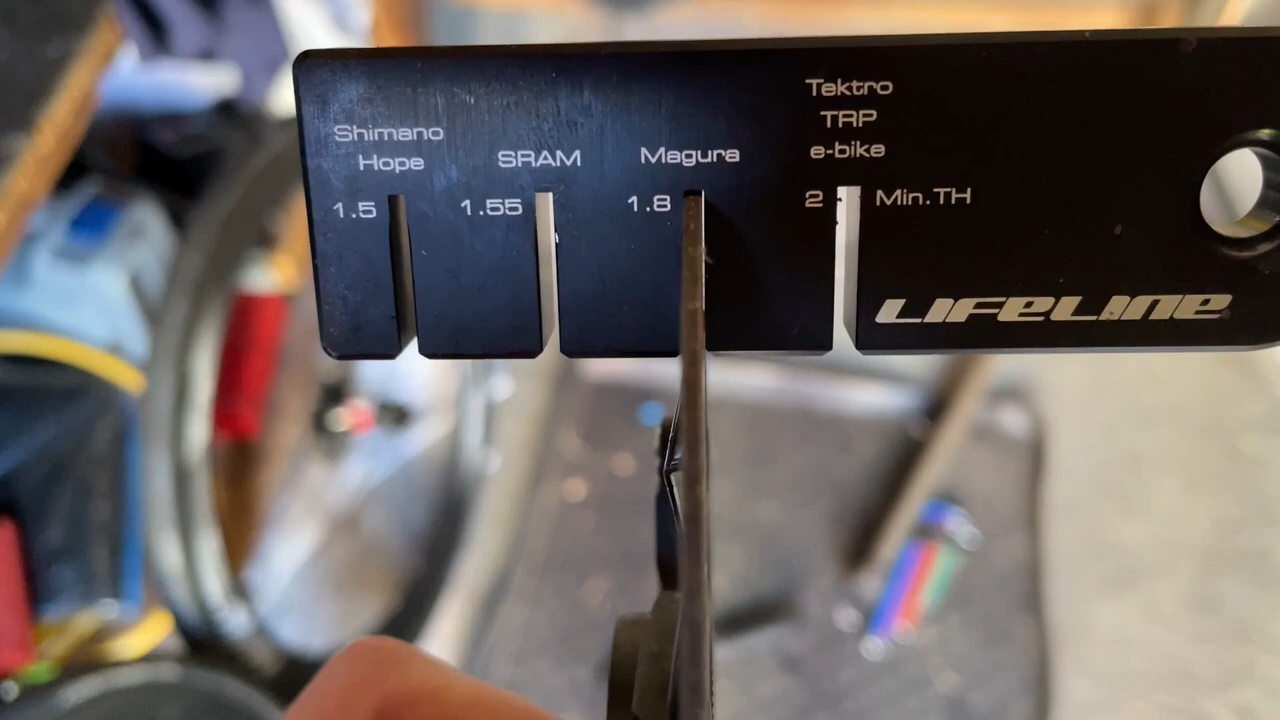 Shimano
Hope
1.5
SRAM
1.55
Magura
1.8
Tektro
TRP
e-bike
2 Min.TH
LIFELINE